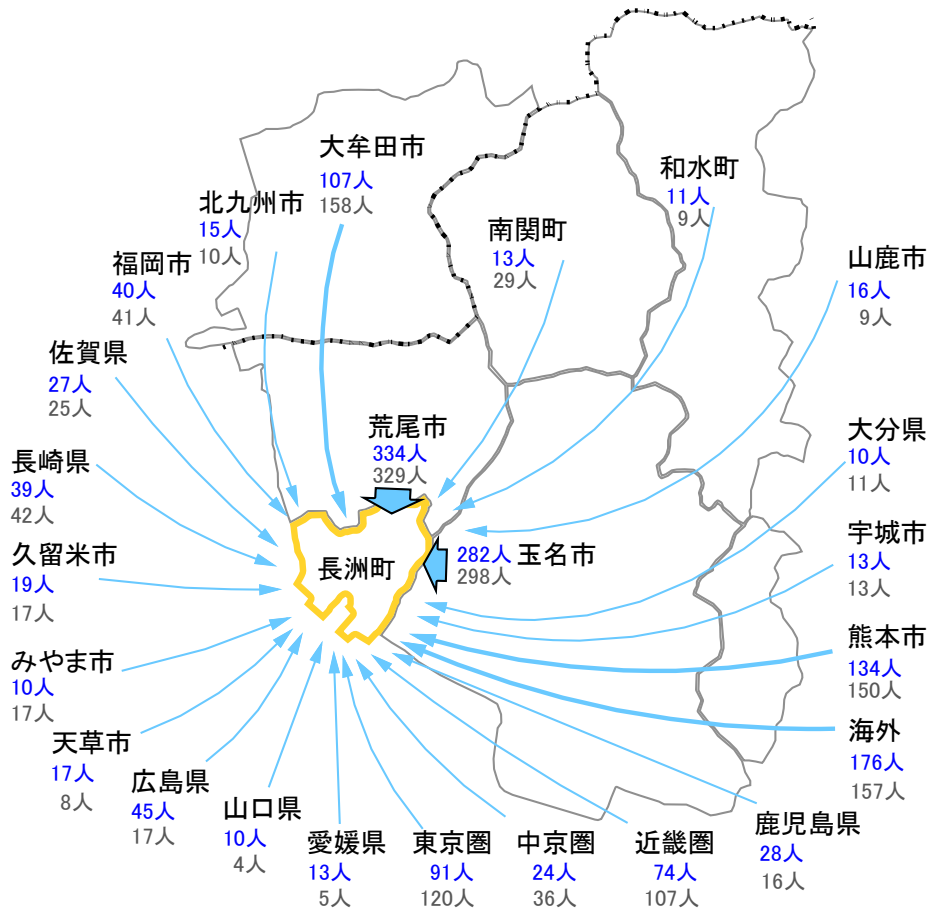 大牟田市
107人
158人
和水町
11人
9人
北九州市
15人
10人
南関町
13人
29人
福岡市
40人
41人
山鹿市
16人
9人
佐賀県
27人
25人
荒尾市
334人
329人
大分県
10人
11人
長崎県
39人
42人
宇城市
13人
13人
久留米市
19人
17人
長洲町
282人 玉名市
298人
熊本市
134人
150人
みやま市
10人
17人
海外
176人
157人
天草市
17人
8人
広島県
45人
17人
山口県
10人
4人
愛媛県
13人
5人
東京圏
91人
120人
中京圏
24人
36人
近畿圏
74人
107人
鹿児島県
28人
16人